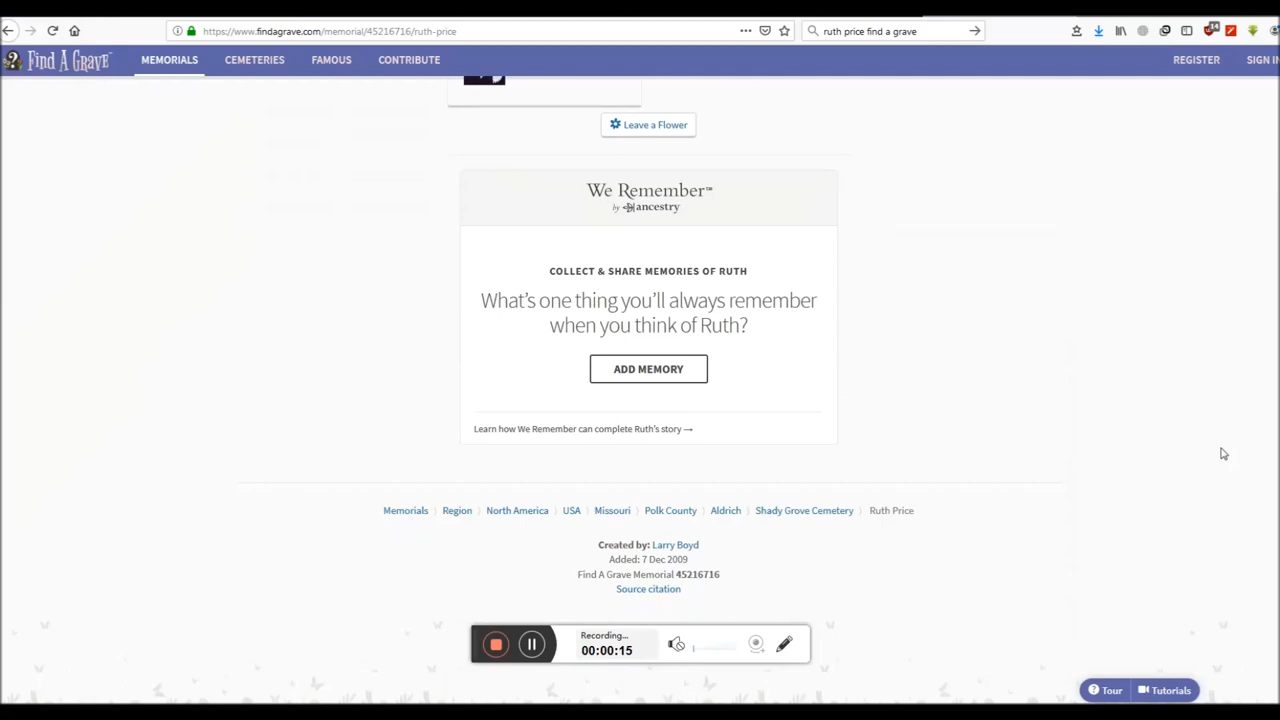 https://www.findagrave.com/memorial/45216716/ruth-price
ruth price find a grave
14
FIND A GRAVE™
MEMORIALS
CEMETERIES
FAMOUS
CONTRIBUTE
REGISTER
SIGN IN
Leave a Flower
We Remember™
by ancestry
COLLECT & SHARE MEMORIES OF RUTH
What's one thing you'll always remember
when you think of Ruth?
ADD MEMORY
Learn how We Remember can complete Ruth's story →
Memorials Region North America USA Missouri Polk County Aldrich Shady Grove Cemetery Ruth Price
Created by: Larry Boyd
Added: 7 Dec 2009
Find A Grave Memorial 45216716
Source citation
Recording...
00:00:15
Tour
Tutorials